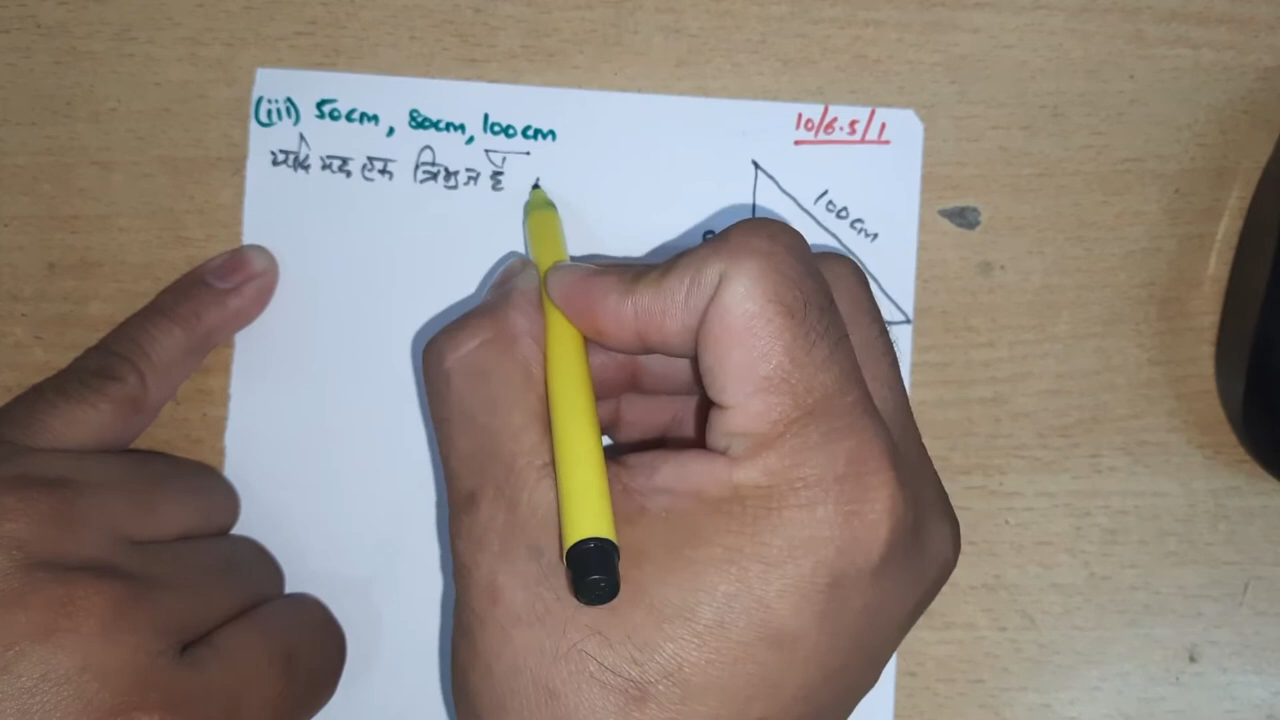 (iii) 50cm, 80cm, 100cm
10/6.5/1
यदि यह एक त्रिभुज है
100cm